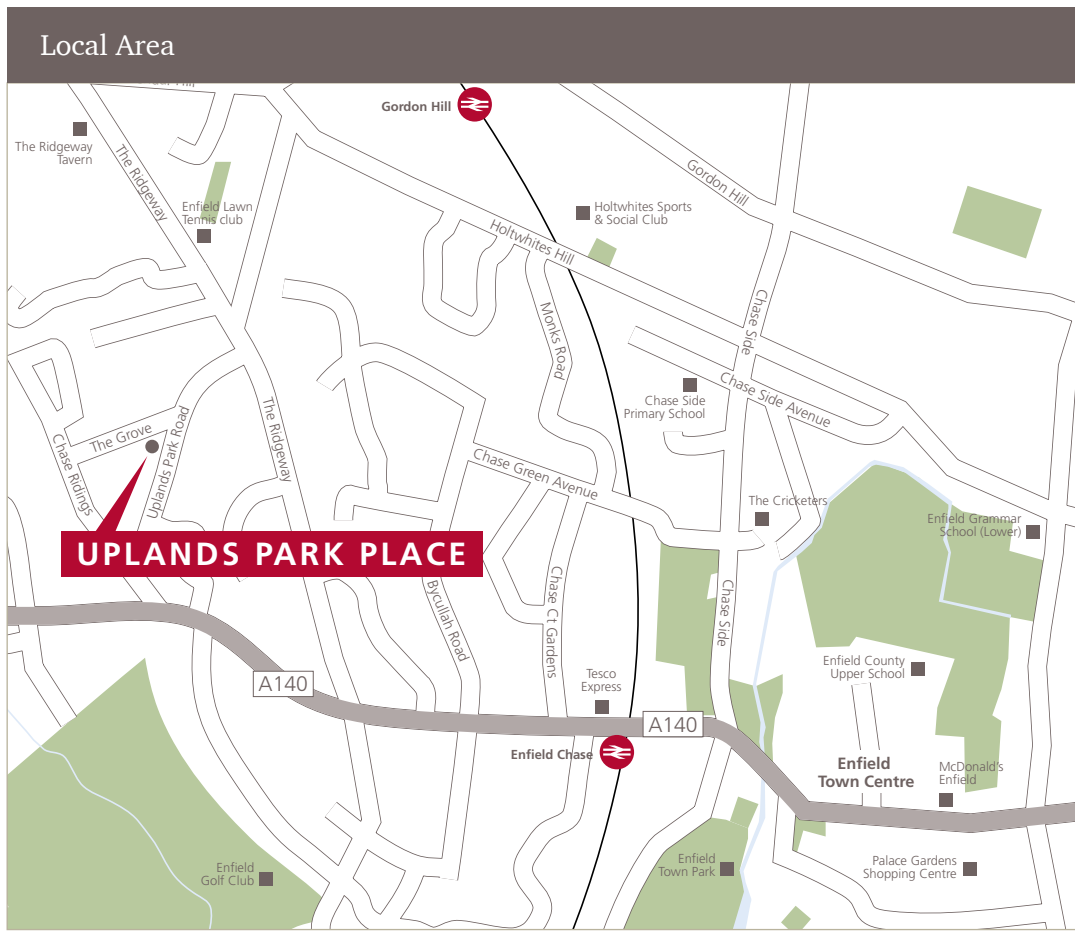 Local Area
Gordon Hill
The Ridgeway
Tavern
The Ridgeway
Enfield Lawn
Tennis club
Gordon Hill
Holtwhites Sports
& Social Club
Holtwhites Hill
Monks Road
Chase Side
Chase Side Avenue
Chase Side
Primary School
The Grove
Uplands Park Road
Chase Ridings
The Ridgeway
Chase Green Avenue
The Cricketers
Enfield Grammar
School (Lower)
UPLANDS PARK PLACE
Bycullah Road
Chase Ct Gardens
Chase Side
Enfield County
Upper School
Tesco
Express
A140
A140
Enfield Chase
Enfield
Town Centre
McDonald's
Enfield
Enfield
Golf Club
Enfield
Town Park
Palace Gardens
Shopping Centre